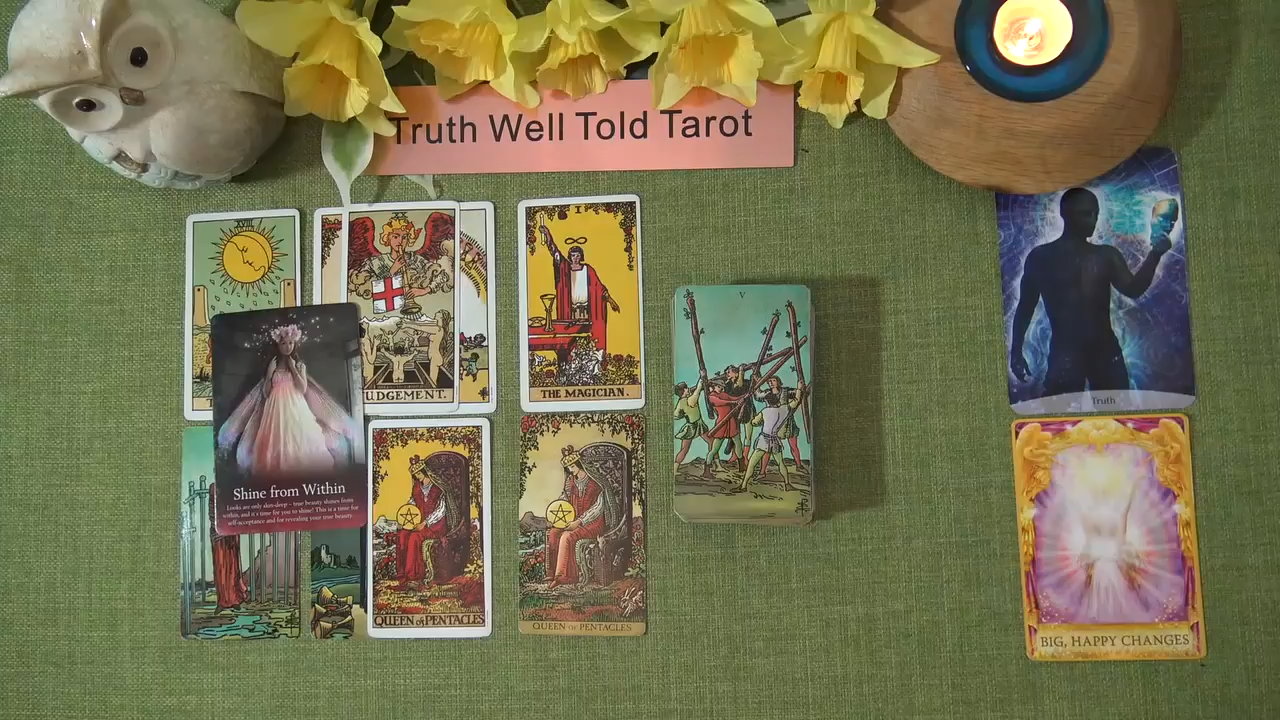 Truth Well Told Tarot
XVIII
I
JUDGEMENT.
THE MAGICIAN.
V
Truth
Shine from Within
Looks are only skin-deep – true beauty shines from
within, and it's time for you to shine! This is a time for
self-acceptance and for revealing your true beauty.
QUEEN of PENTACLES
QUEEN OF PENTACLES
BIG, HAPPY CHANGES